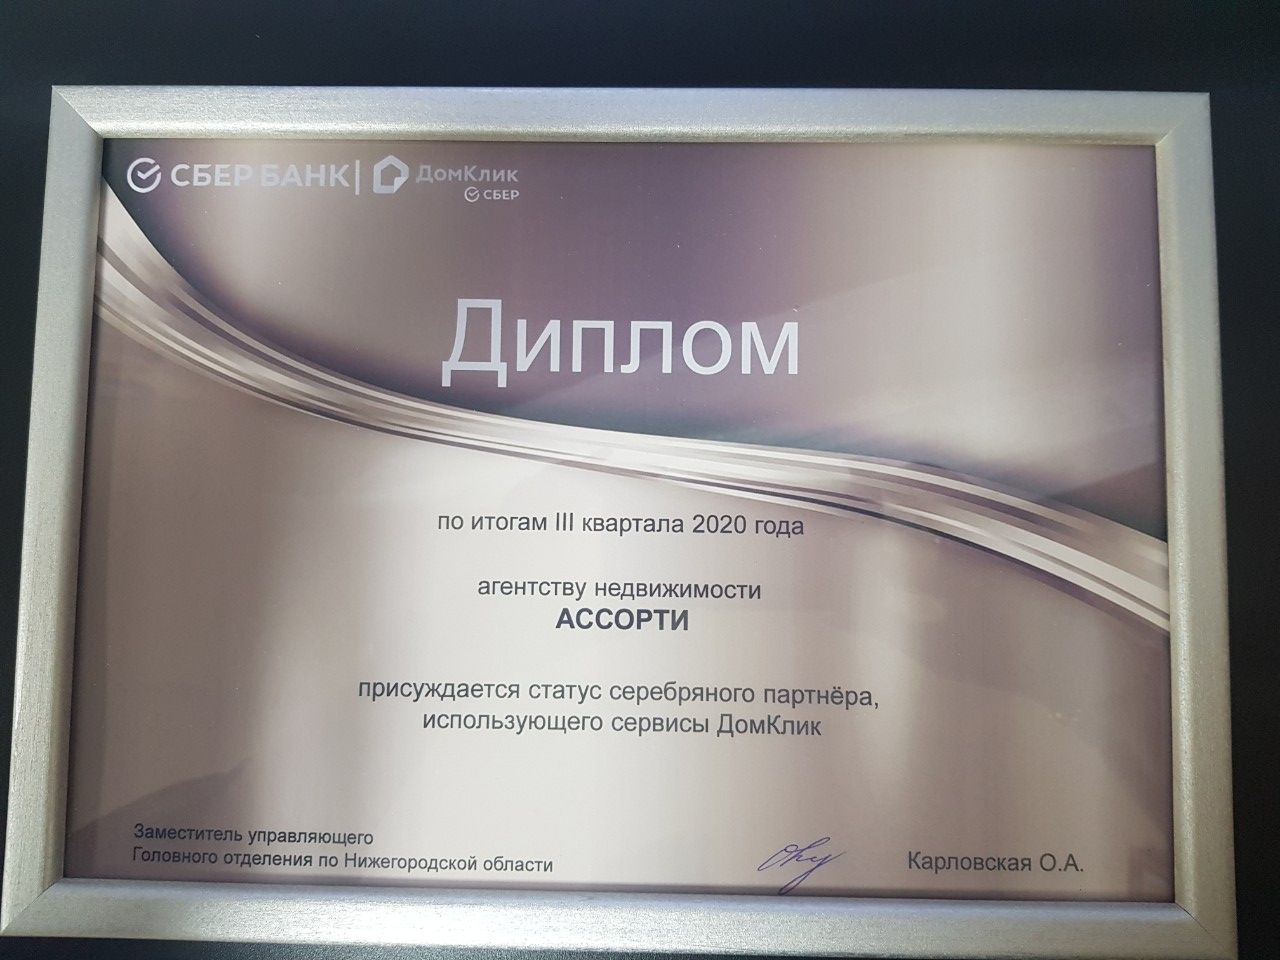 СБЕР БАНК | ДомКлик
СБЕР
Диплом
по итогам III квартала 2020 года
агентству недвижимости
АССОРТИ
присуждается статус серебряного партнёра,
использующего сервисы ДомКлик
Заместитель управляющего
Головного отделения по Нижегородской области
Карловская О.А.